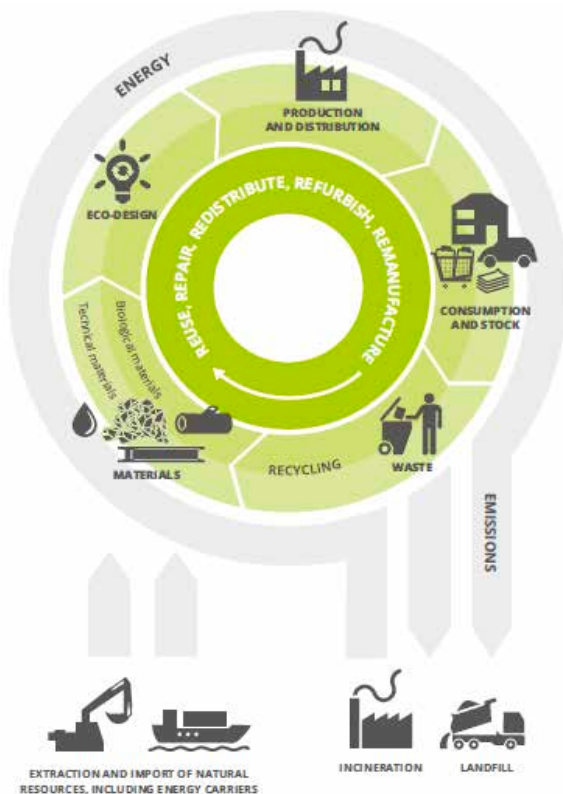 ENERGY
PRODUCTION
AND DISTRIBUTION
ECO-DESIGN
REUSE, REPAIR, REDISTRIBUTE, REFURBISH, REMANUFACTURE
CONSUMPTION
AND STOCK
Biological materials
Technical materials
MATERIALS
RECYCLING
WASTE
EMISSIONS
EXTRACTION AND IMPORT OF NATURAL
RESOURCES, INCLUDING ENERGY CARRIERS
INCINERATION
LANDFILL